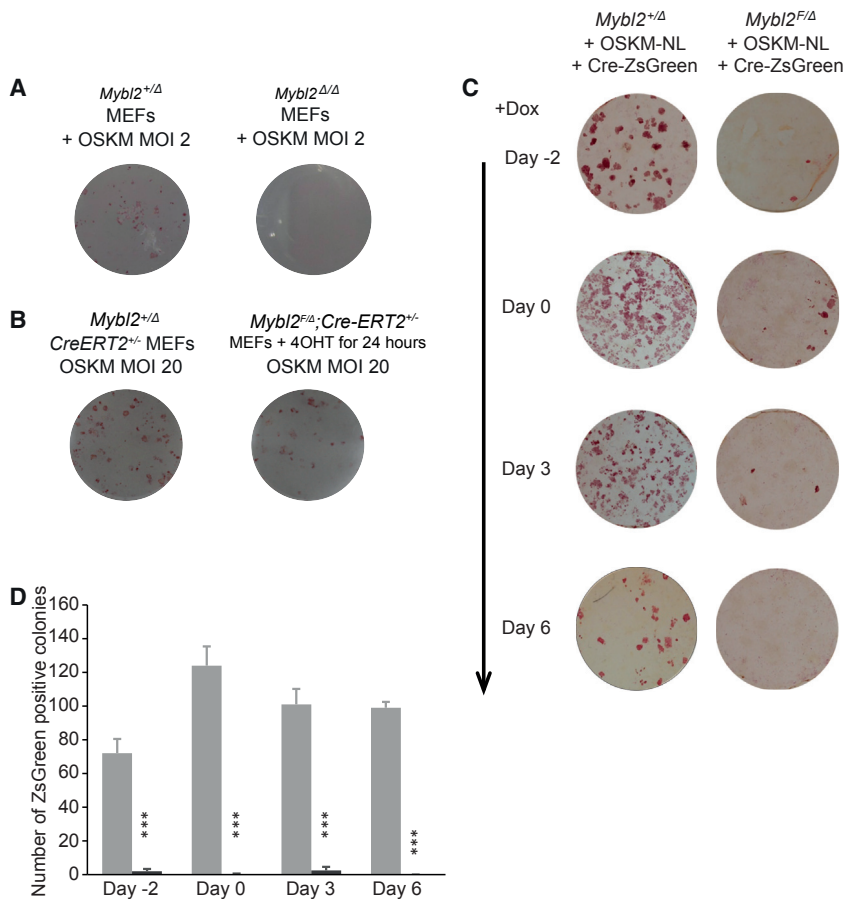 A
Mybl2+/Δ
MEFs
+ OSKM MOI 2
Mybl2Δ/Δ
MEFs
+ OSKM MOI 2
B
Mybl2+/Δ
CreERT2+/- MEFs
OSKM MOI 20
Mybl2F/Δ;Cre-ERT2+/-
MEFs + 4OHT for 24 hours
OSKM MOI 20
C
Mybl2+/Δ
+ OSKM-NL
+ Cre-ZsGreen
Mybl2F/Δ
+ OSKM-NL
+ Cre-ZsGreen
+Dox
Day -2
Day 0
Day 3
Day 6
D
Number of ZsGreen positive colonies
160
140
120
100
80
60
40
20
0
***
***
***
***
Day -2
Day 0
Day 3
Day 6